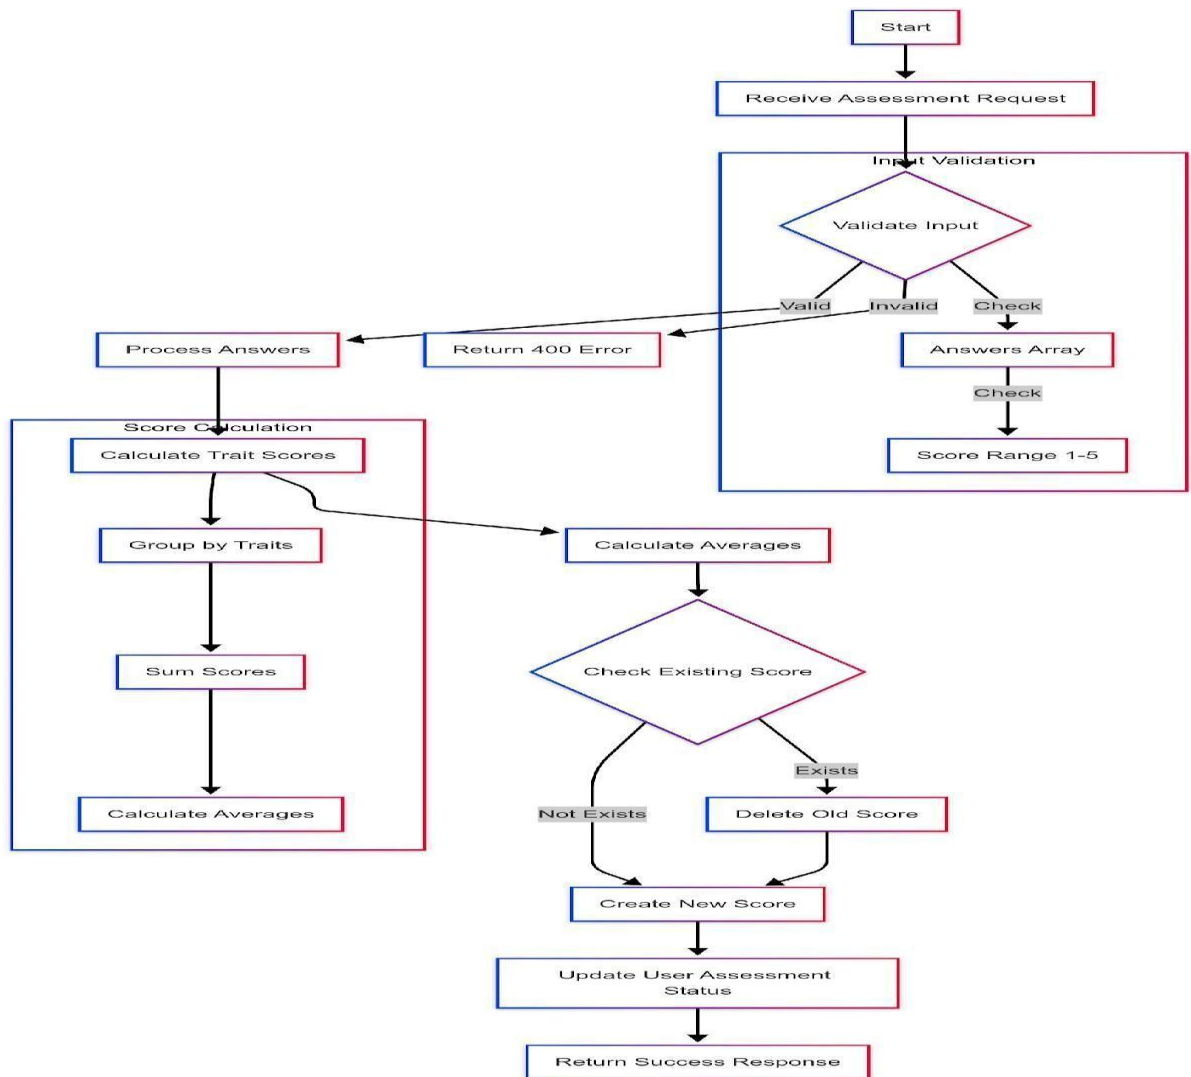 Start
Receive Assessment Request
Input Validation
Validate Input
Valid
Invalid
Check
Process Answers
Return 400 Error
Answers Array
Check
Score Calculation
Calculate Trait Scores
Score Range 1-5
Group by Traits
Calculate Averages
Sum Scores
Check Existing Score
Exists
Not Exists
Calculate Averages
Delete Old Score
Create New Score
Update User Assessment
Status
Return Success Response